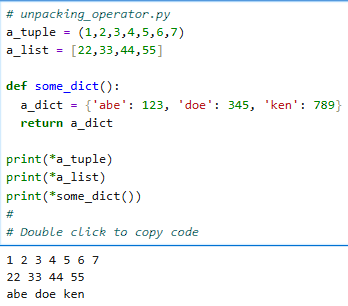 # unpacking_operator.py
a_tuple = (1,2,3,4,5,6,7)
a_list = [22,33,44,55]

def some_dict():
  a_dict = {'abe': 123, 'doe': 345, 'ken': 789}
  return a_dict

print(*a_tuple)
print(*a_list)
print(*some_dict())
#
# Double click to copy code
1 2 3 4 5 6 7
22 33 44 55
abe doe ken